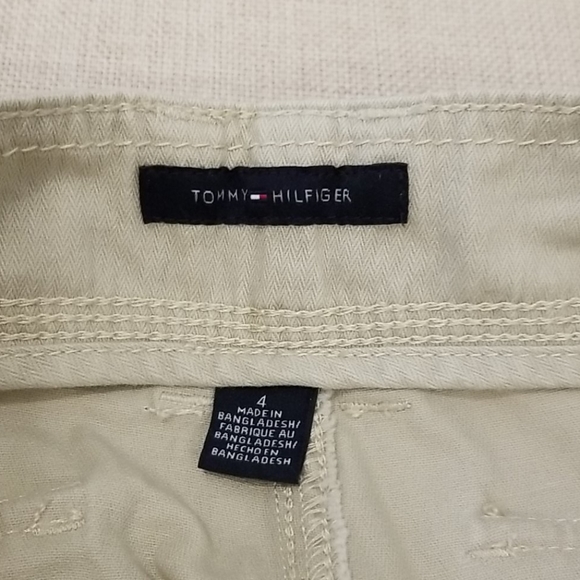 TOMMY HILFIGER
4
MADE IN
BANGLADESH/
FABRIQUE AU
BANGLADESH/
HECHO EN
BANGLADESH